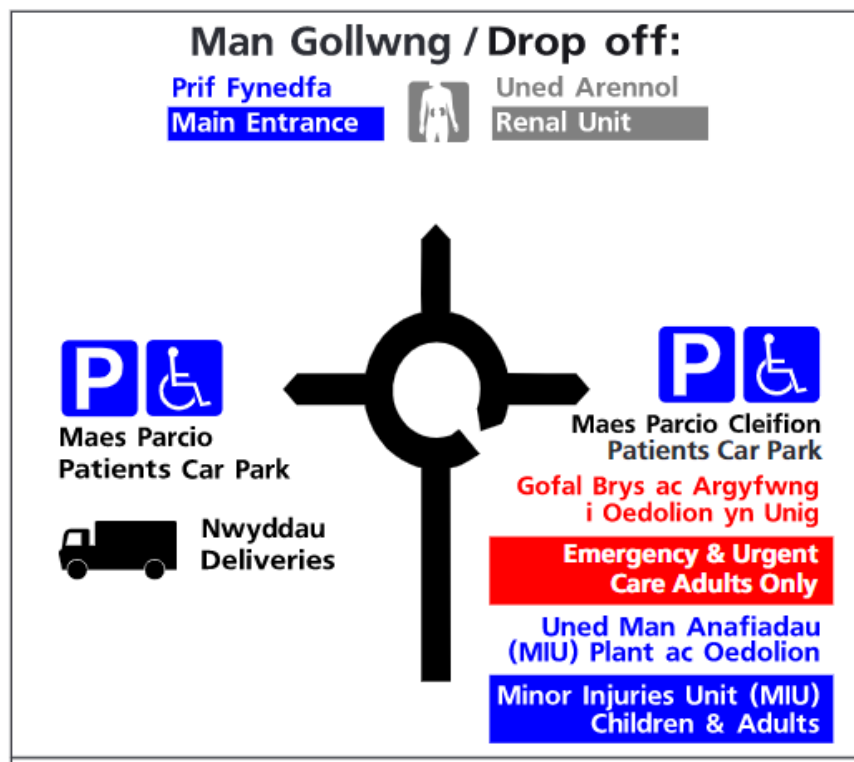 Man Gollwng / Drop off:
Prif Fynedfa
Main Entrance
Uned Arennol
Renal Unit
P
Maes Parcio
Patients Car Park
Nwyddau
Deliveries
P
Maes Parcio Cleifion
Patients Car Park
Gofal Brys ac Argyfwng
i Oedolion yn Unig
Emergency & Urgent
Care Adults Only
Uned Man Anafiadau
(MIU) Plant ac Oedolion
Minor Injuries Unit (MIU)
Children & Adults